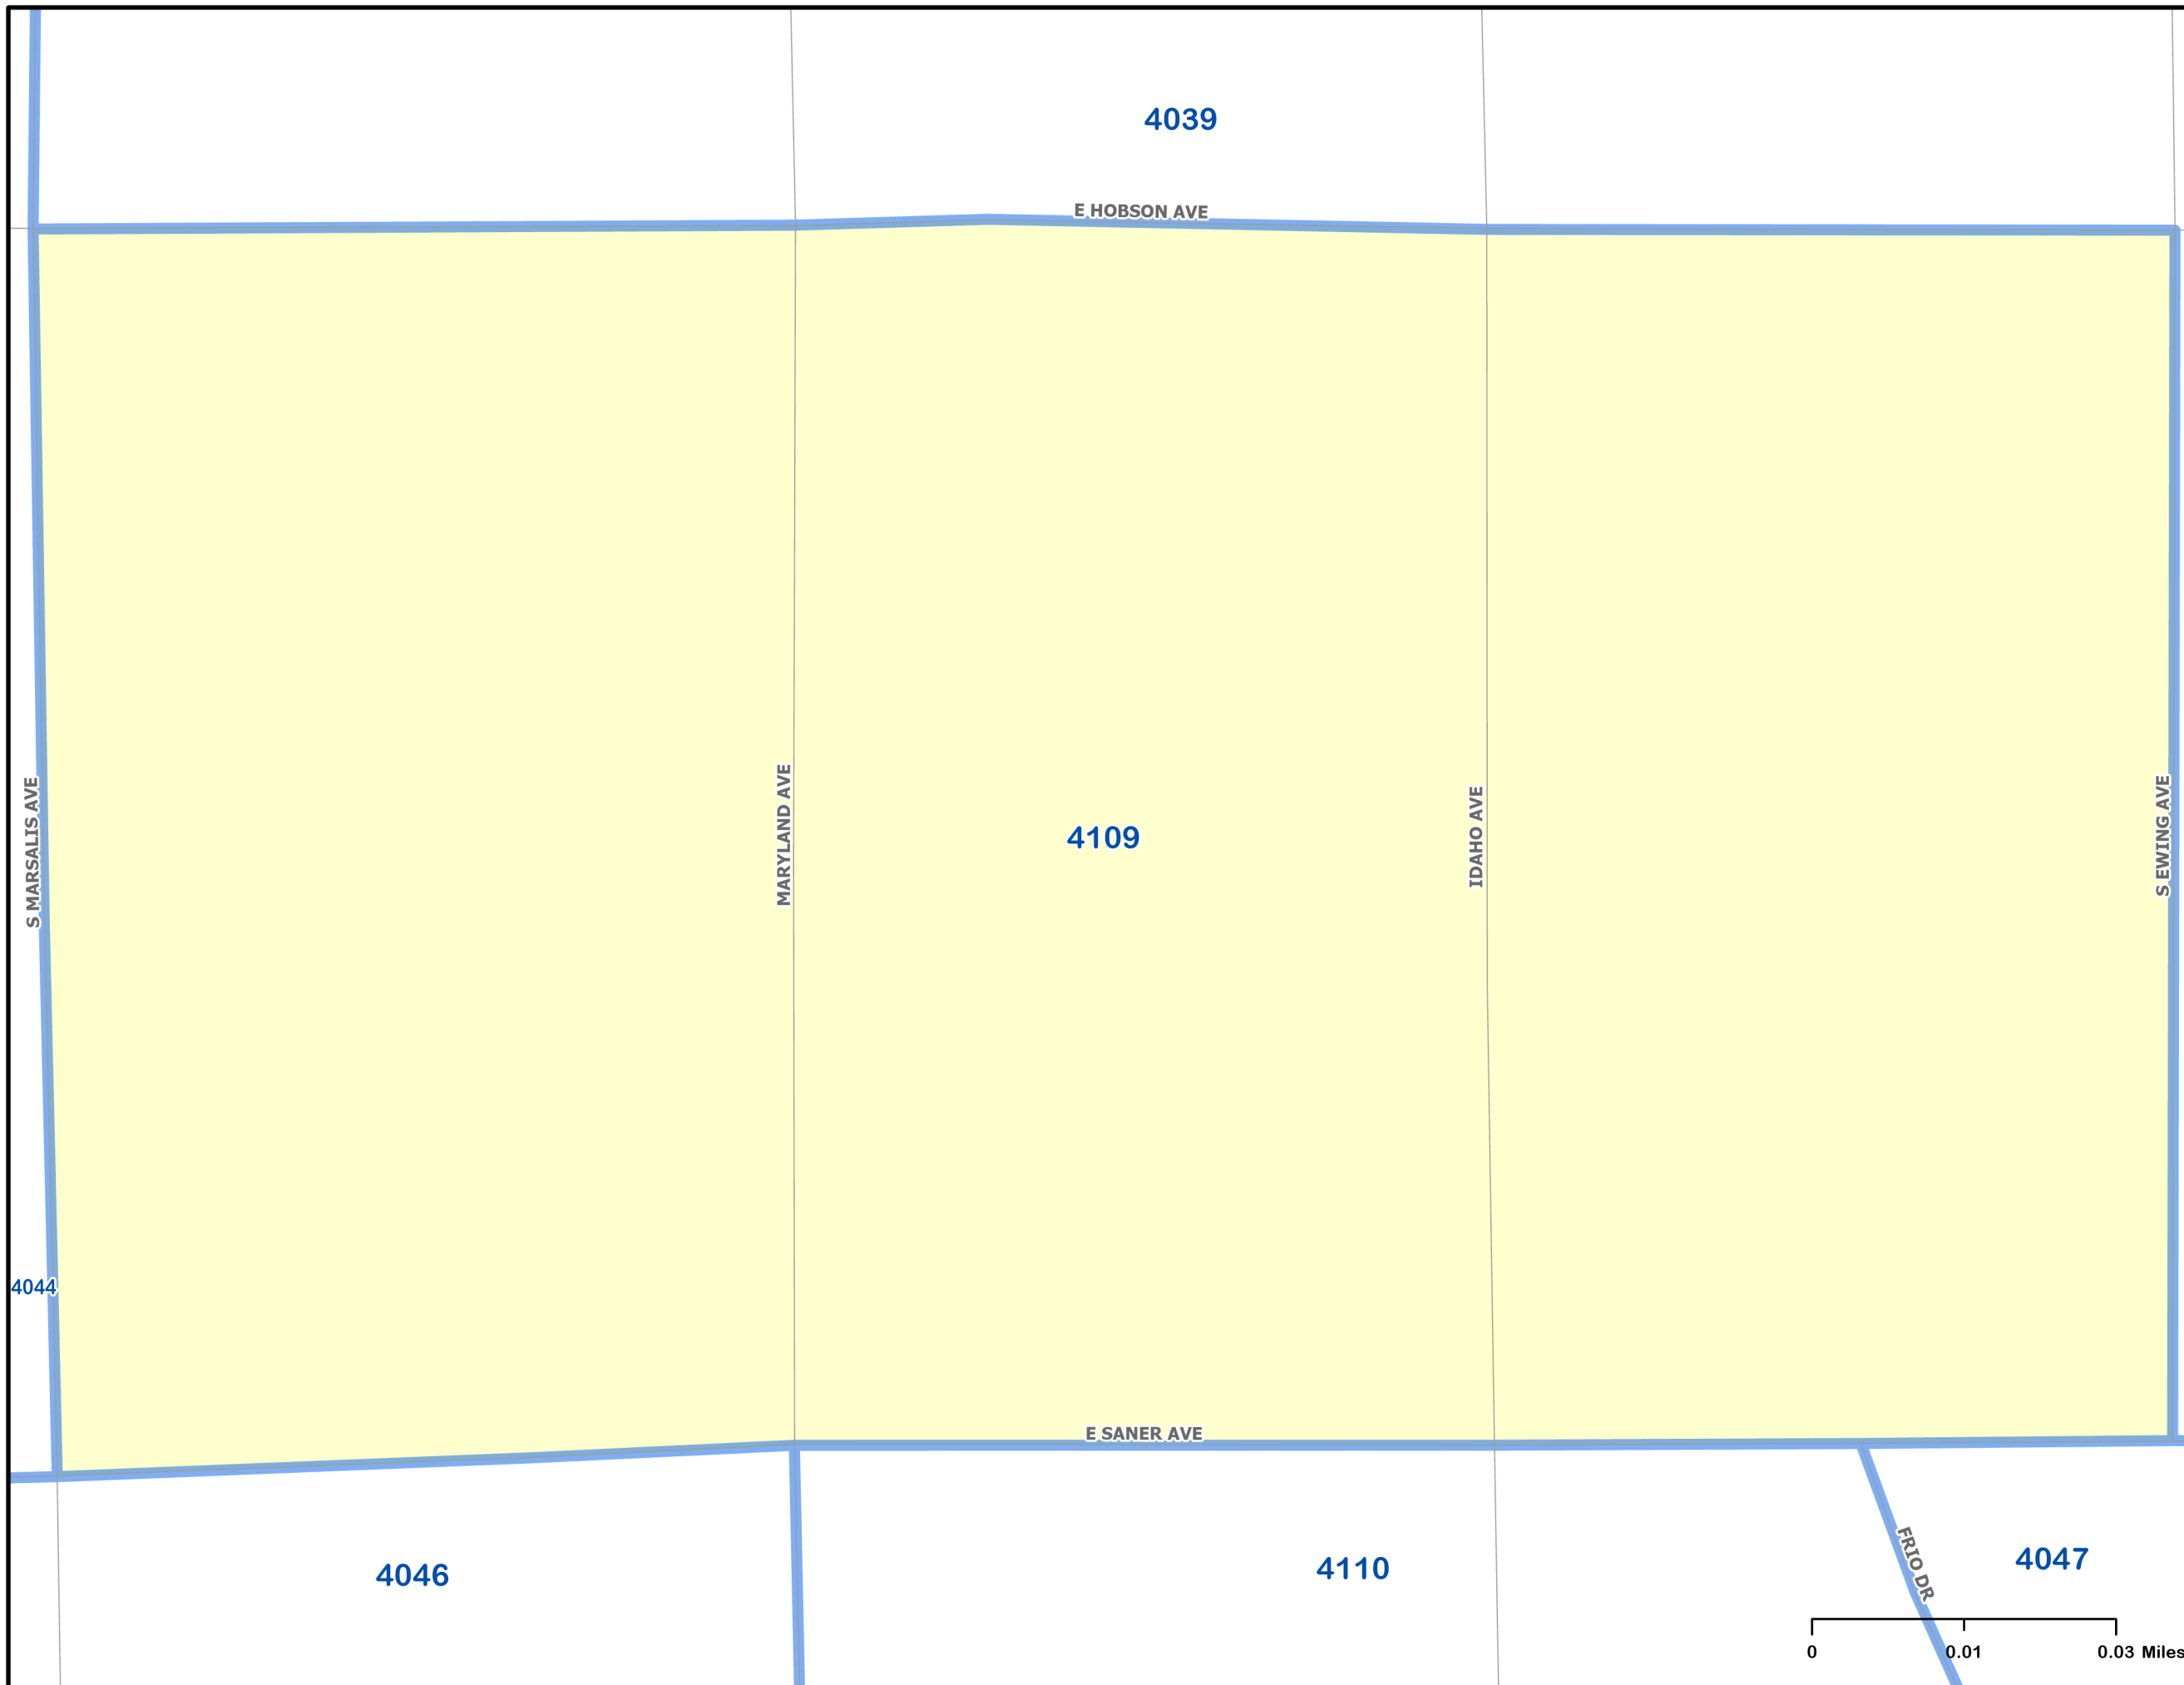 4039
E HOBSON AVE
S MARSALIS AVE
MARYLAND AVE
4109
IDAHO AVE
S EWING AVE
4044
E SANER AVE
4046
4110
FRIO DR
4047
0 0.01 0.03 Miles